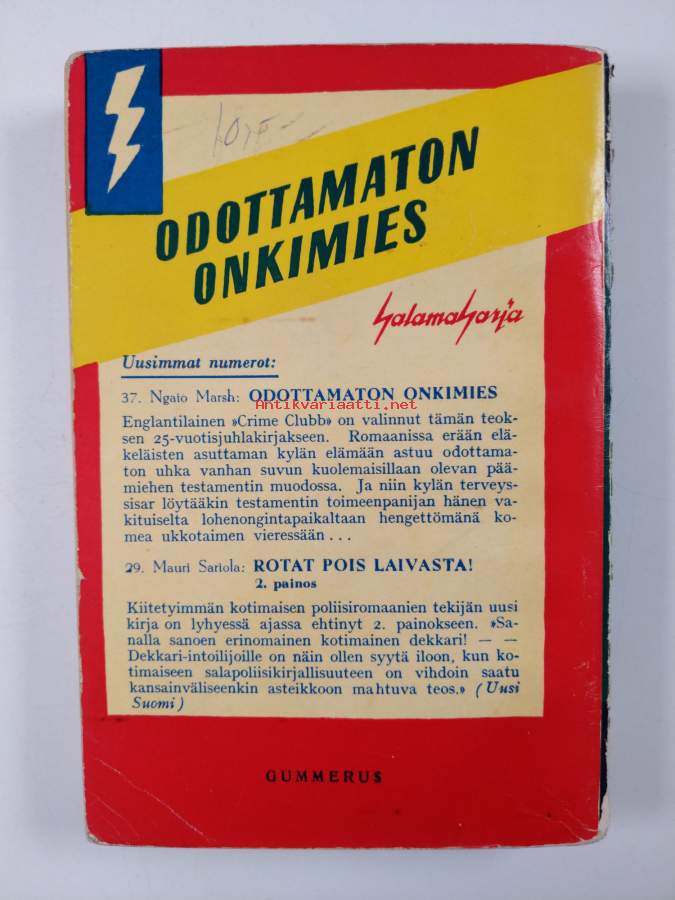 ODOTTAMATON
ONKIMIES
Salamasarja
Uusimmat numerot:
37. Ngaio Marsh: ODOTTAMATON ONKIMIES
Antikvariaatti.net
Englantilainen »Crime Clubb» on valinnut tämän teok-
sen 25-vuotisjuhlakirjakseen. Romaanissa erään elä-
keläisten asuttaman kylän elämään astuu odottama-
ton uhka vanhan suvun kuolemaisillaan olevan pää-
miehen testamentin muodossa. Ja niin kylän terveys-
sisar löytääkin testamentin toimeenpanijan hänen va-
kituiselta lohenongintapaikaltaan hengettömänä ko-
mea ukkotaimen vieressään . . .
29. Mauri Sariola: ROTAT POIS LAIVASTA!
2. painos
Kiitetyimmän kotimaisen poliisiromaanien tekijän uusi
kirja on lyhyessä ajassa ehtinyt 2. painokseen. »Sa-
nalla sanoen erinomainen kotimainen dekkari! — —
Dekkari-intoilijoille on näin ollen syytä iloon, kun ko-
timaiseen salapoliisikirjallisuuteen on vihdoin saatu
kansainväliseenkin asteikkoon mahtuva teos.» (Uusi
Suomi)
GUMMERUS